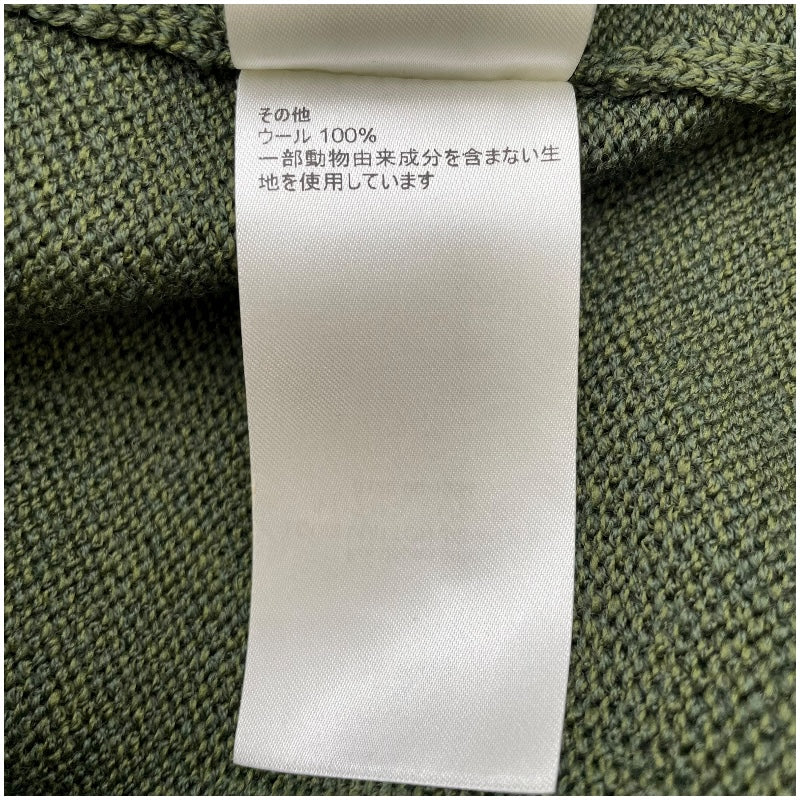 その他
ウール 100%
一部動物由来成分を含まない生
地を使用しています